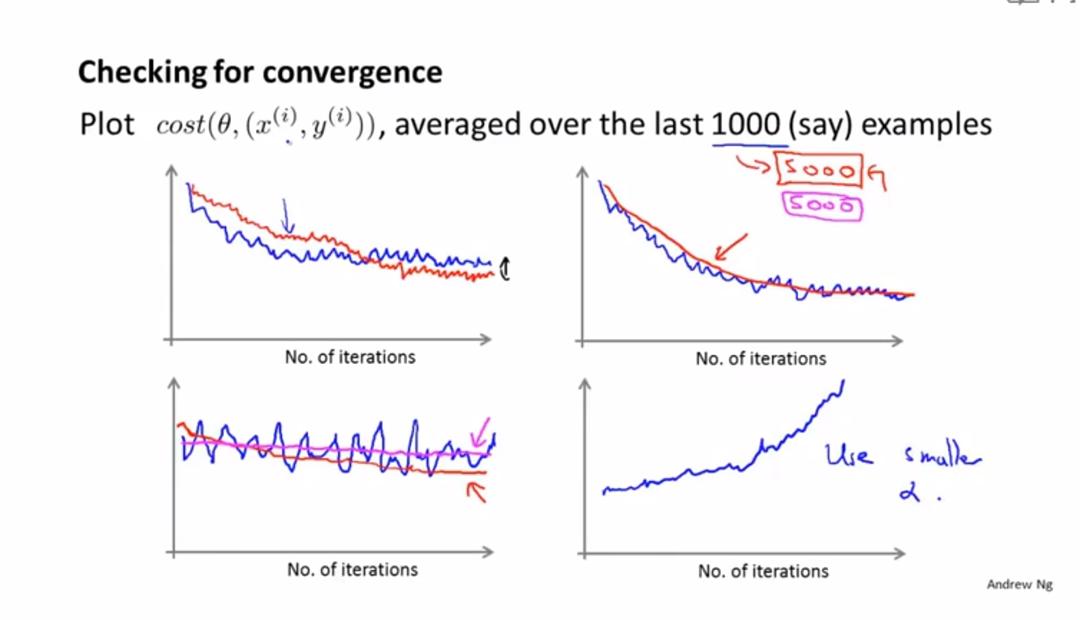 Checking for convergence
Plot cost(θ, (x^(i), y^(i))), averaged over the last 1000 (say) examples
5000
5000
No. of iterations
No. of iterations
Use smaller
α.
No. of iterations
No. of iterations
Andrew Ng